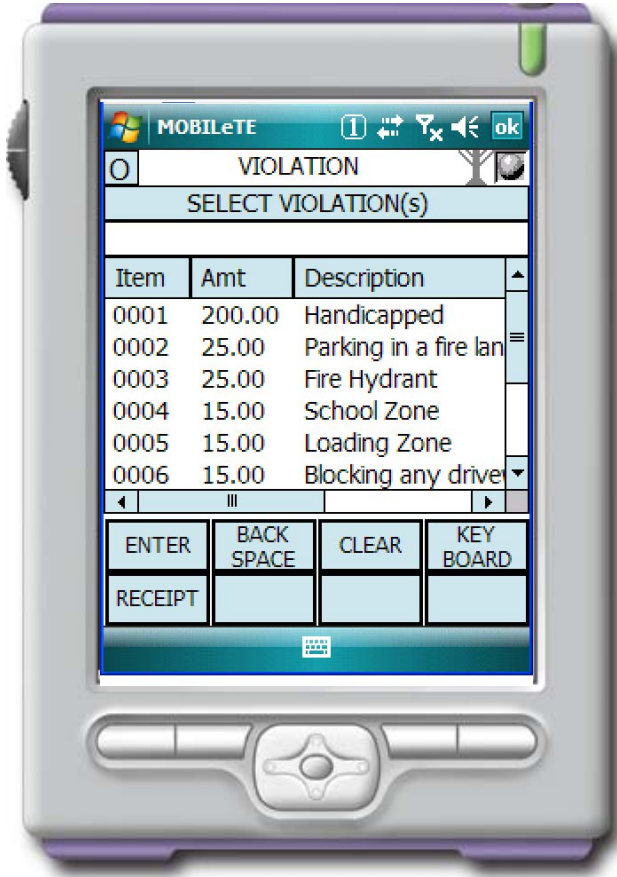 MOBILeTE 1 ok
O VIOLATION
SELECT VIOLATION(s)
Item Amt Description
0001 200.00 Handicapped
0002 25.00 Parking in a fire lan
0003 25.00 Fire Hydrant
0004 15.00 School Zone
0005 15.00 Loading Zone
0006 15.00 Blocking any drivew
ENTER BACK SPACE CLEAR KEY BOARD
RECEIPT